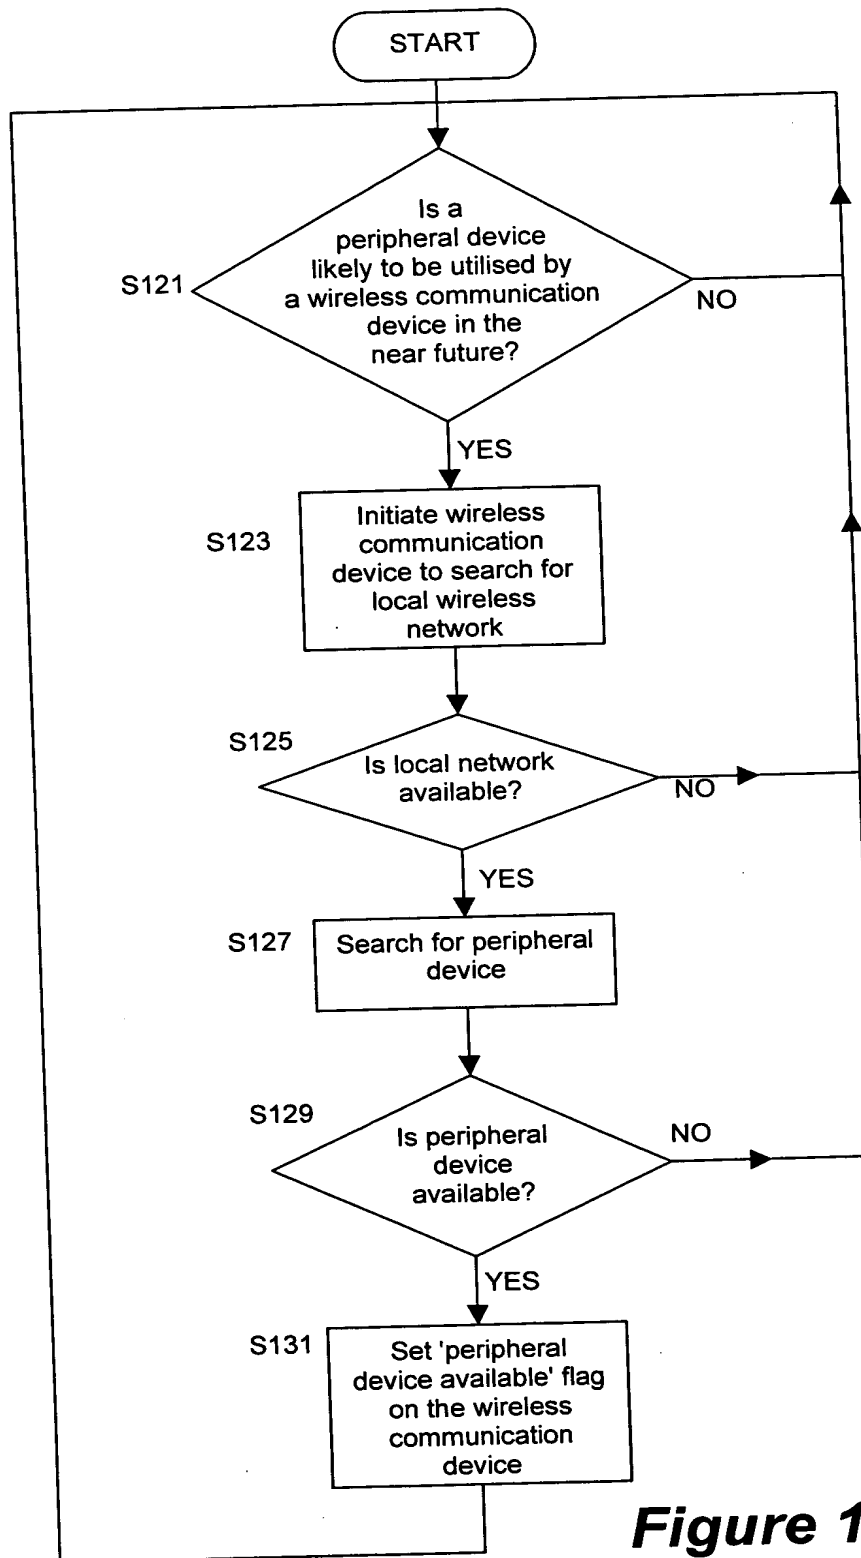 START
Is a
peripheral device
likely to be utilised by
a wireless communication
device in the
near future?
S121
NO
YES
S123
Initiate wireless
communication
device to search for
local wireless
network
S125
Is local network
available?
NO
YES
S127
Search for peripheral
device
S129
Is peripheral
device
available?
NO
YES
S131
Set 'peripheral
device available' flag
on the wireless
communication
device
Figure 1